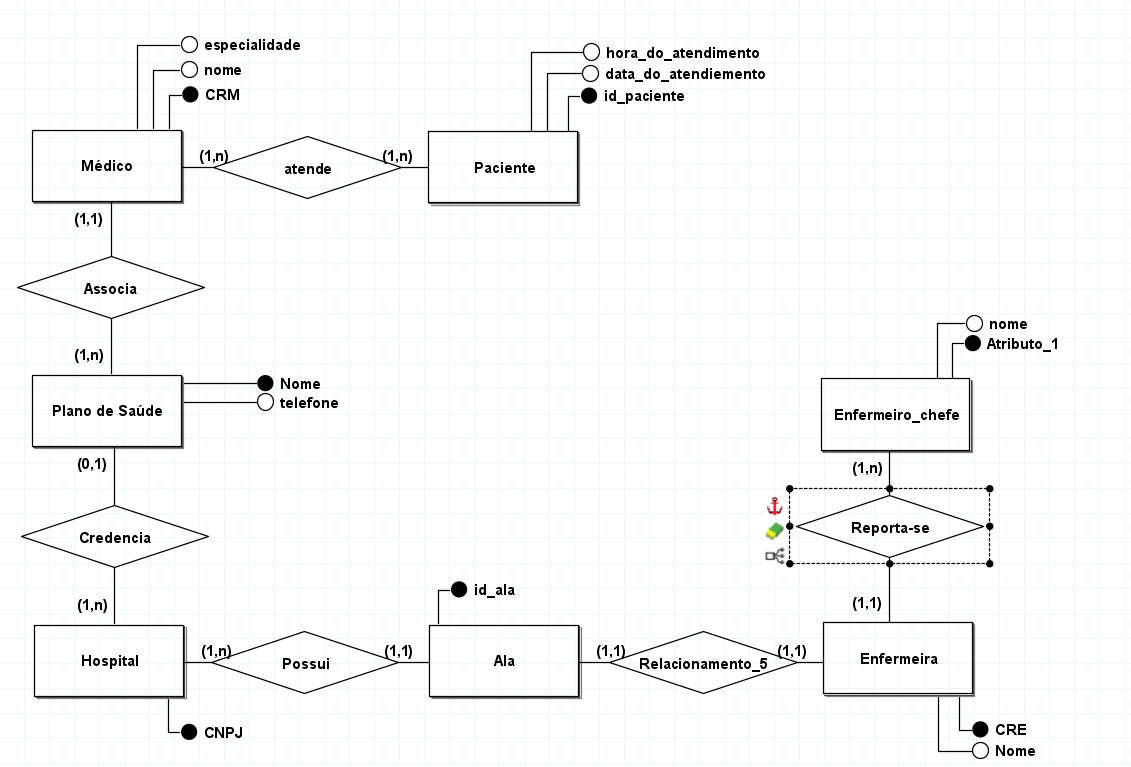 especialidade
nome
CRM
hora_do_atendimento
data_do_atendiemento
id_paciente
Médico
(1,n)
atende
(1,n)
Paciente
(1,1)
Associa
(1,n)
Plano de Saúde
Nome
telefone
nome
Atributo_1
Enfermeiro_chefe
(0,1)
(1,n)
Credencia
Reporta-se
(1,n)
id_ala
(1,1)
Hospital
(1,n)
Possui
(1,1)
Ala
(1,1)
Relacionamento_5
(1,1)
Enfermeira
CNPJ
CRE
Nome